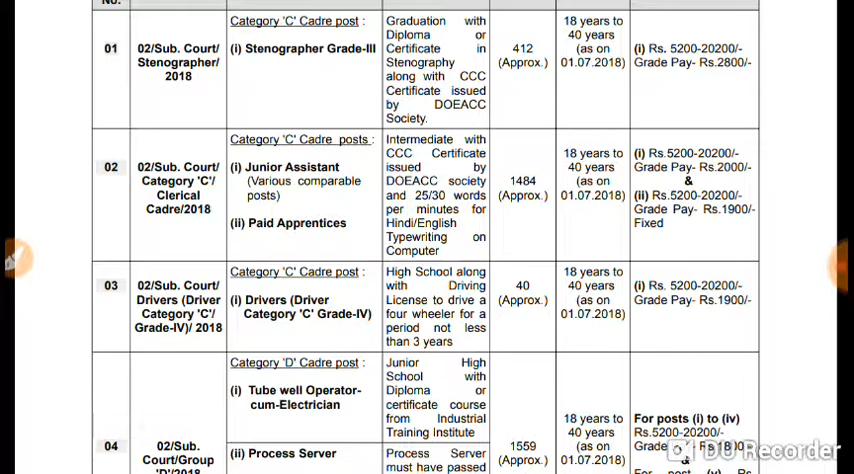 No.
01
02/Sub. Court/
Stenographer/
2018
Category 'C' Cadre post :
(i) Stenographer Grade-III
Graduation with
Diploma or
Certificate in
Stenography
along with CCC
Certificate issued
by DOEACC
Society.
412
(Approx.)
18 years to
40 years
(as on
01.07.2018)
(i) Rs. 5200-20200/-
Grade Pay- Rs.2800/-
02
02/Sub. Court/
Category 'C'/
Clerical
Cadre/2018
Category 'C' Cadre posts :
(i) Junior Assistant
(Various comparable
posts)
(ii) Paid Apprentices
Intermediate with
CCC Certificate
issued by
DOEACC society
and 25/30 words
per minutes for
Hindi/English
Typewriting on
Computer
1484
(Approx.)
18 years to
40 years
(as on
01.07.2018)
(i) Rs.5200-20200/-
Grade Pay- Rs.2000/-
&
(ii) Rs.5200-20200/-
Grade Pay- Rs.1900/-
Fixed
03
02/Sub. Court/
Drivers (Driver
Category 'C'/
Grade-IV)/ 2018
Category 'C' Cadre post :
(i) Drivers (Driver
Category 'C' Grade-IV)
High School along
with Driving
License to drive a
four wheeler for a
period not less
than 3 years
40
(Approx.)
18 years to
40 years
(as on
01.07.2018)
(i) Rs. 5200-20200/-
Grade Pay- Rs.1900/-
04
02/Sub.
Court/Group
'D'/2018
Category 'D' Cadre post :
(i) Tube well Operator-
cum-Electrician
Junior High
School with
Diploma or
certificate course
from Industrial
Training Institute
(ii) Process Server
Process Server
must have passed
1559
(Approx.)
18 years to
40 years
(as on
01.07.2018)
For posts (i) to (iv)
Rs.5200-20200/-
Grade Rs 1800
&
For post (v) Rs
DU Recorder